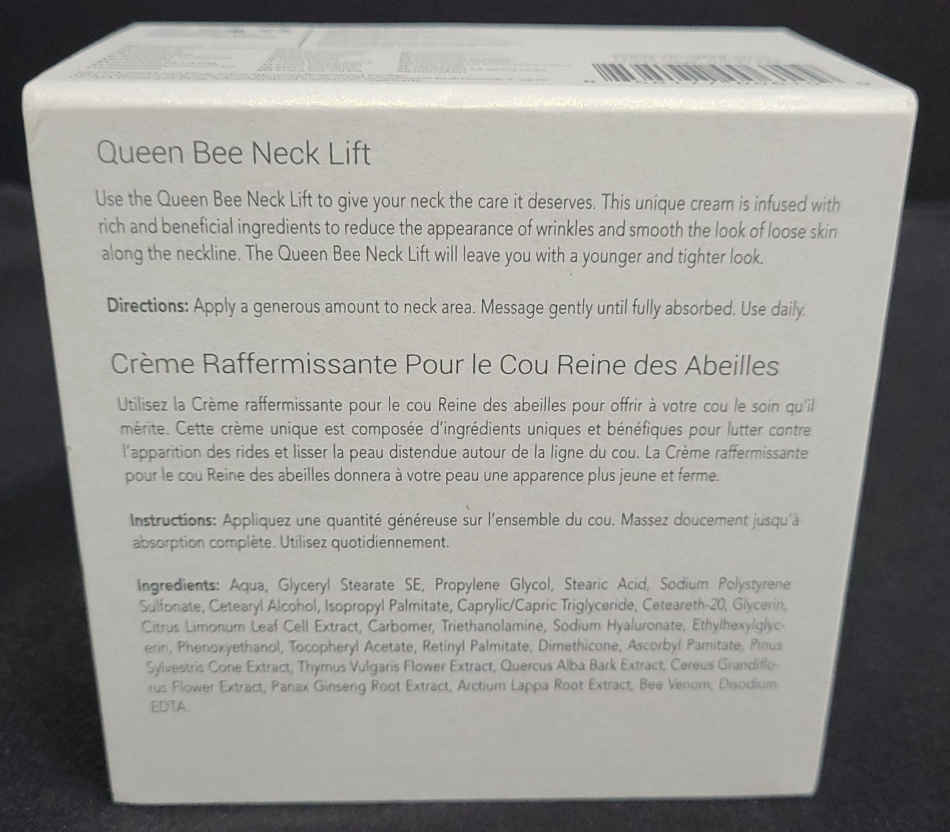 Queen Bee Neck Lift
Use the Queen Bee Neck Lift to give your neck the care it deserves. This unique cream is infused with
rich and beneficial ingredients to reduce the appearance of wrinkles and smooth the look of loose skin
along the neckline. The Queen Bee Neck Lift will leave you with a younger and tighter look.
Directions: Apply a generous amount to neck area. Message gently until fully absorbed. Use daily.
Crème Raffermissante Pour le Cou Reine des Abeilles
Utilisez la Crème raffermissante pour le cou Reine des abeilles pour offrir à votre cou le soin qu'il
mérite. Cette crème unique est composée d'ingrédients uniques et bénéfiques pour lutter contre
l'apparition des rides et lisser la peau distendue autour de la ligne du cou. La Crème raffermissante
pour le cou Reine des abeilles donnera à votre peau une apparence plus jeune et ferme.
Instructions: Appliquez une quantité généreuse sur l'ensemble du cou. Massez doucement jusqu'à
absorption complète. Utilisez quotidiennement.
Ingredients: Aqua, Glyceryl Stearate SE, Propylene Glycol, Stearic Acid, Sodium Polystyrene
Sulfonate, Cetearyl Alcohol, Isopropyl Palmitate, Caprylic/Capric Triglyceride, Ceteareth-20, Glycerin,
Citrus Limonum Leaf Cell Extract, Carbomer, Triethanolamine, Sodium Hyaluronate, Ethylhexylglyc-
erin, Phenoxyethanol, Tocopheryl Acetate, Retinyl Palmitate, Dimethicone, Ascorbyl Pamitate, Pinus
Sylvestris Cone Extract, Thymus Vulgaris Flower Extract, Quercus Alba Bark Extract, Cereus Grandiflo-
rus Flower Extract, Panax Ginseng Root Extract, Arctium Lappa Root Extract, Bee Venom, Disodium
EDTA.